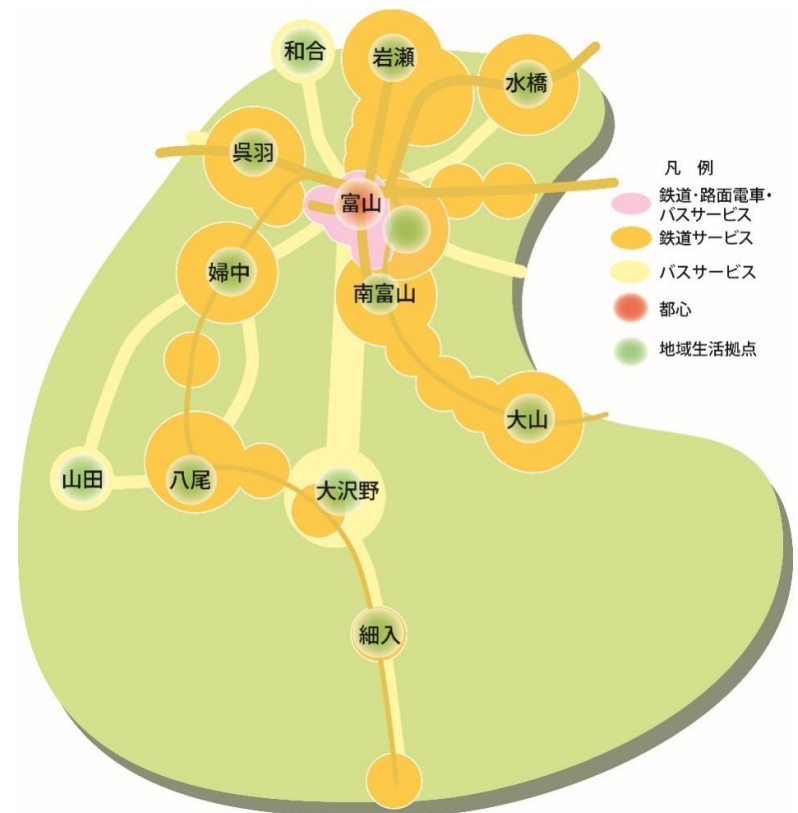 和合
岩瀬
水橋
呉羽
富山
凡 例
鉄道・路面電車・
バスサービス
鉄道サービス
婦中
バスサービス
南富山
都心
地域生活拠点
大山
山田
八尾
大沢野
細入